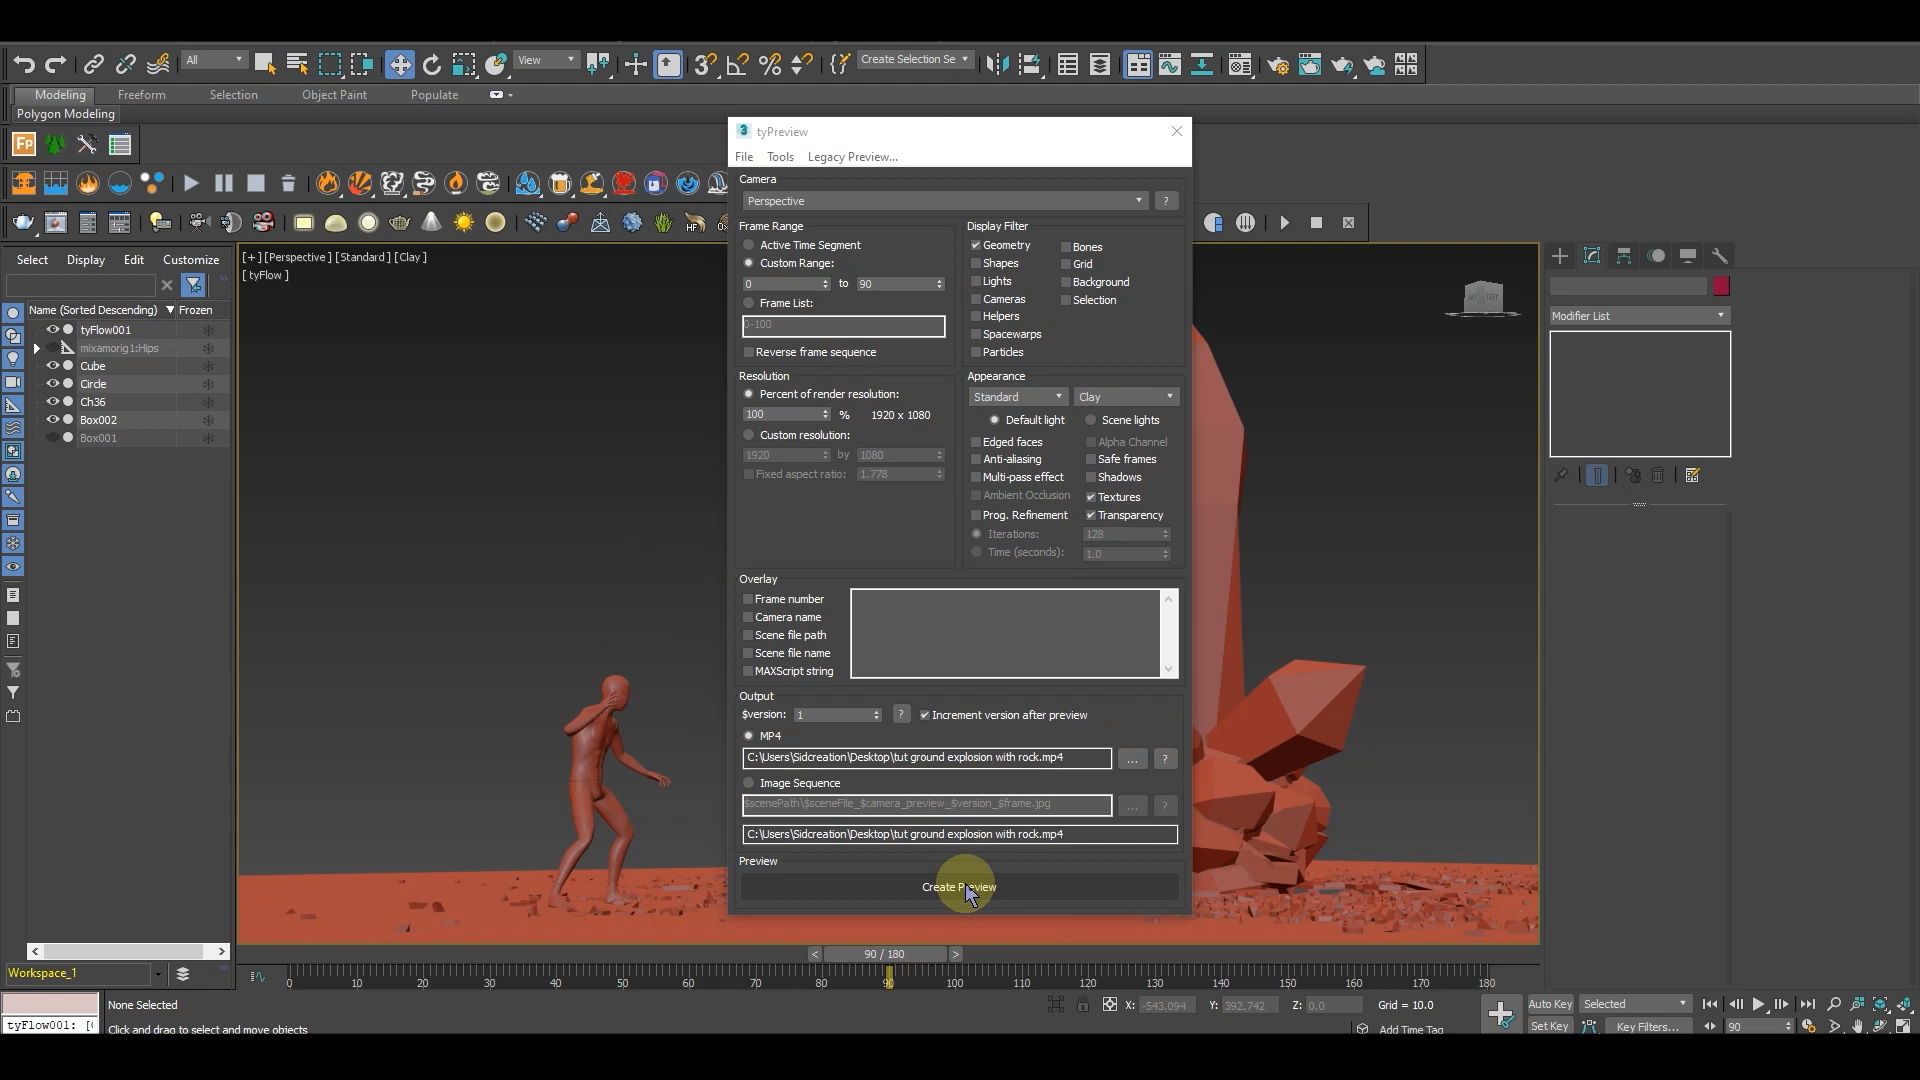 All
View
Create Selection Se
Modeling
Freeform
Selection
Object Paint
Populate
Polygon Modeling
Fp
HF
tyPreview
File Tools Legacy Preview...
Camera
Perspective
?
Frame Range
Active Time Segment
Custom Range:
0 to 90
Frame List:
0-100
Reverse frame sequence
Display Filter
Geometry
Shapes
Lights
Cameras
Helpers
Spacewarps
Particles
Bones
Grid
Background
Selection
Resolution
Percent of render resolution:
100 % 1920 x 1080
Custom resolution:
1920 by 1080
Fixed aspect ratio: 1.778
Appearance
Standard Clay
Default light Scene lights
Edged faces Alpha Channel
Anti-aliasing Safe frames
Multi-pass effect Shadows
Ambient Occlusion Textures
Prog. Refinement Transparency
Iterations: 128
Time (seconds): 1.0
Overlay
Frame number
Camera name
Scene file path
Scene file name
MAXScript string
Output
$version: 1 ? Increment version after preview
MP4
C:\Users\Sidcreation\Desktop\tut ground explosion with rock.mp4 ... ?
Image Sequence
$scenePath\$sceneFile_$camera_preview_$version_$frame.jpg ... ?
C:\Users\Sidcreation\Desktop\tut ground explosion with rock.mp4
Preview
Create Preview
Select Display Edit Customize
Name (Sorted Descending) Frozen
tyFlow001
mixamorig1:Hips
Cube
Circle
Ch36
Box002
Box001
[+] [Perspective ] [Standard ] [Clay ]
[ tyFlow ]
Modifier List
< 90 / 180 >
Workspace_1
0 10 20 30 40 50 60 70 80 90 100 110 120 130 140 150 160 170 180
None Selected
X: -543.094 Y: 392.742 Z: 0.0 Grid = 10.0
Auto Key Selected
tyFlow001: [(
Click and drag to select and move objects
Add Time Tag
Set Key Key Filters... 90